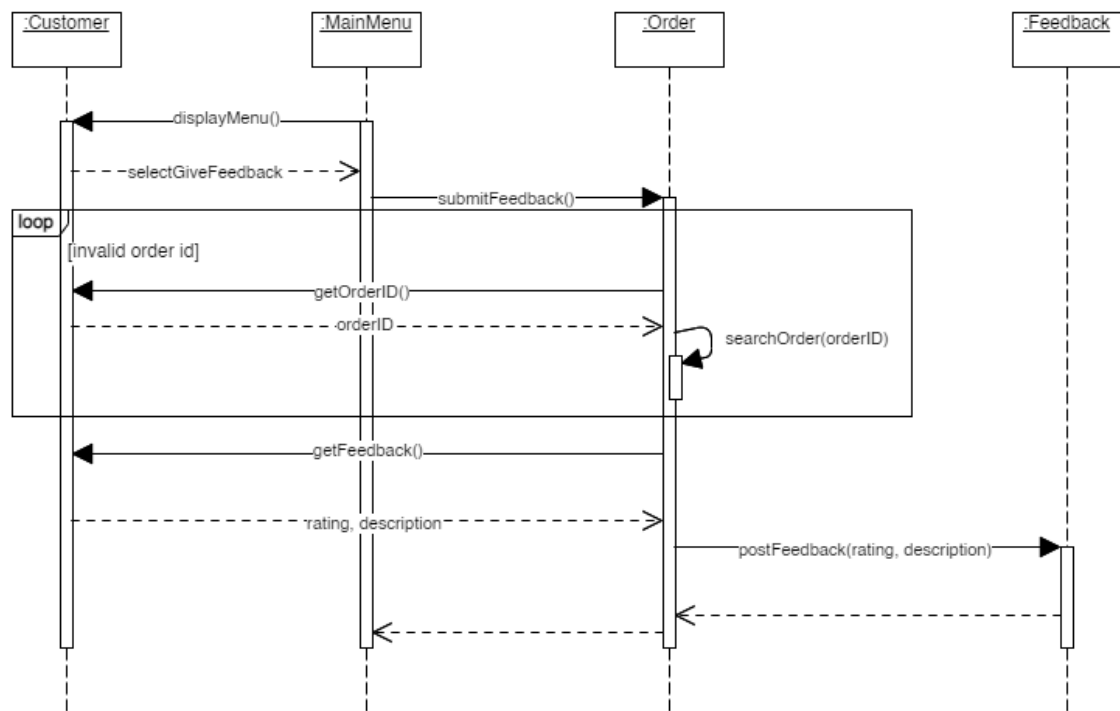 :Customer
:MainMenu
:Order
:Feedback
displayMenu()
selectGiveFeedback
submitFeedback()
loop
[invalid order id]
getOrderID()
orderID
searchOrder(orderID)
getFeedback()
rating, description
postFeedback(rating, description)